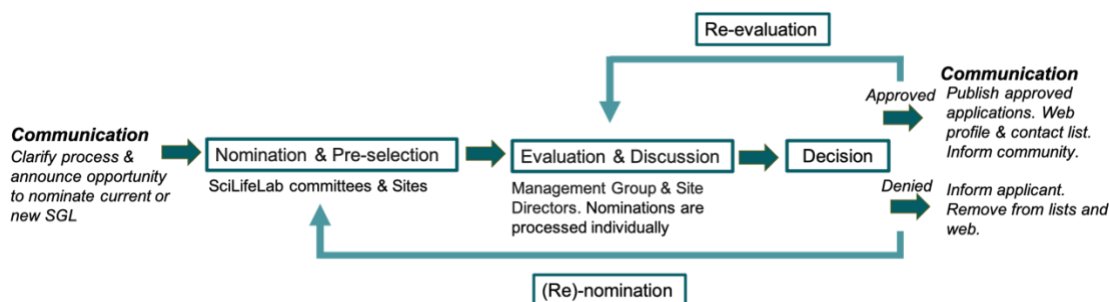 Re-evaluation
Communication
Clarify process &
announce opportunity
to nominate current or
new SGL
Nomination & Pre-selection
SciLifeLab committees & Sites
Evaluation & Discussion
Management Group & Site
Directors. Nominations are
processed individually
Decision
Approved
Communication
Publish approved
applications. Web
profile & contact list.
Inform community.
Denied
Inform applicant.
Remove from lists and
web.
(Re)-nomination